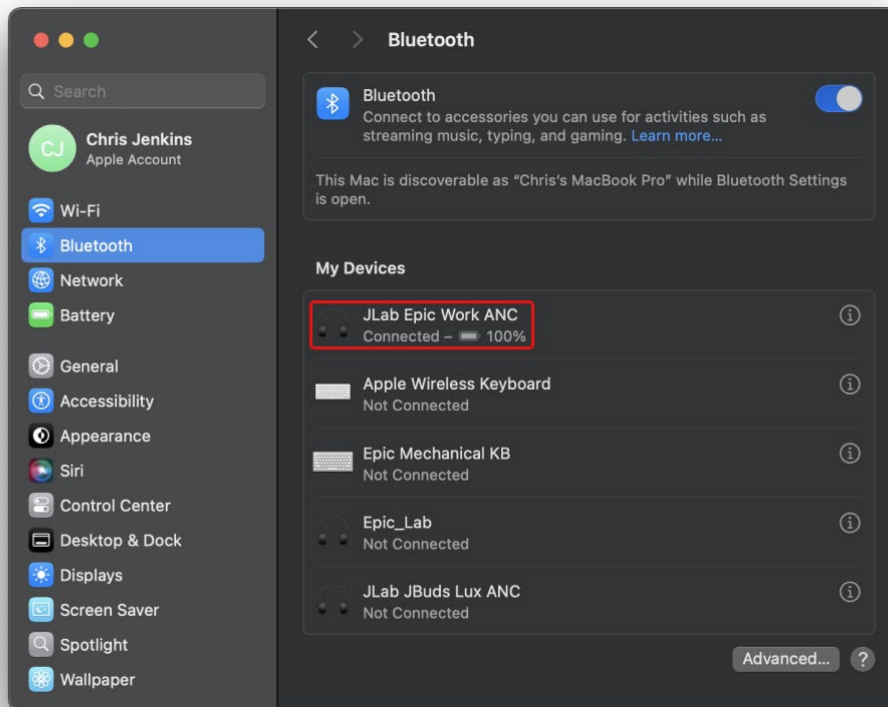 Search
CJ
Chris Jenkins
Apple Account
Wi-Fi
Bluetooth
Network
Battery
General
Accessibility
Appearance
Siri
Control Center
Desktop & Dock
Displays
Screen Saver
Spotlight
Wallpaper
Bluetooth
Bluetooth
Connect to accessories you can use for activities such as
streaming music, typing, and gaming. Learn more...
This Mac is discoverable as “Chris’s MacBook Pro” while Bluetooth Settings
is open.
My Devices
JLab Epic Work ANC
Connected – 100%
Apple Wireless Keyboard
Not Connected
Epic Mechanical KB
Not Connected
Epic_Lab
Not Connected
JLab JBuds Lux ANC
Not Connected
Advanced...
?